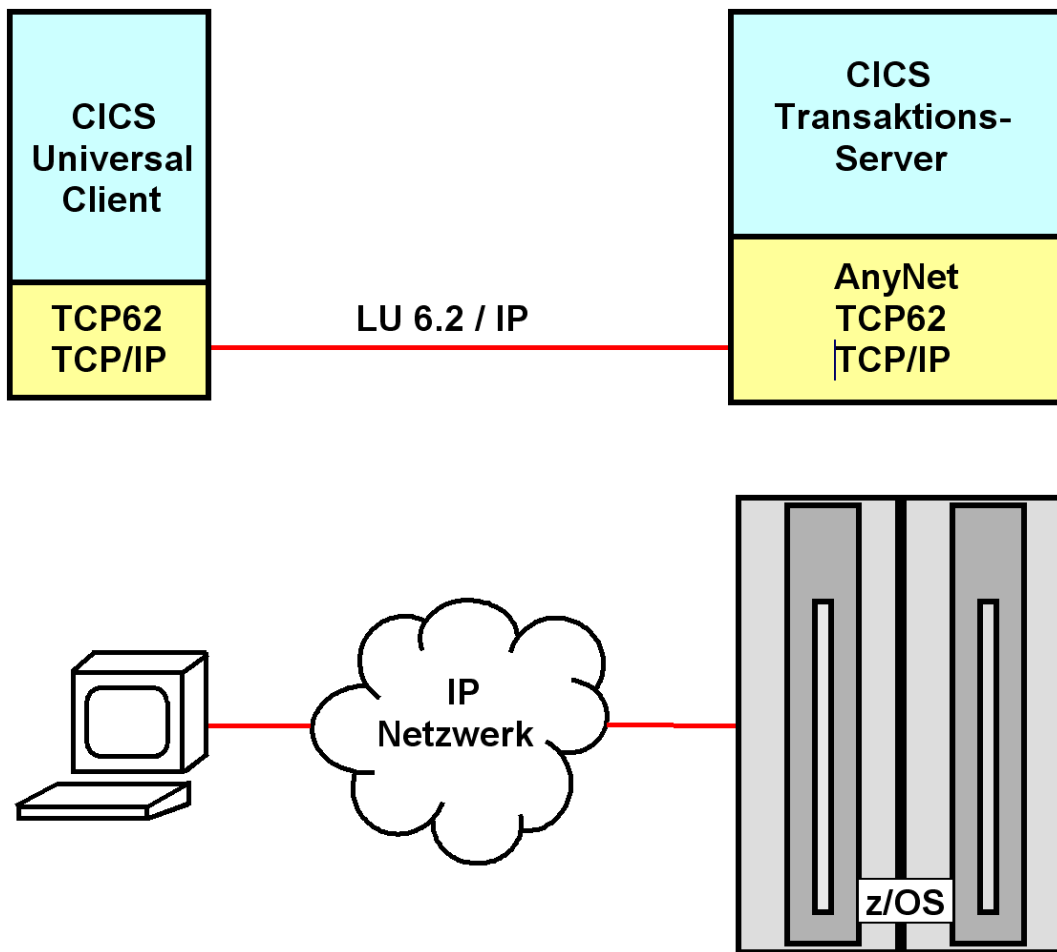 CICS
Universal
Client
TCP62
TCP/IP
LU 6.2 / IP
CICS
Transaktions-
Server
AnyNet
TCP62
TCP/IP
IP
Netzwerk
z/OS